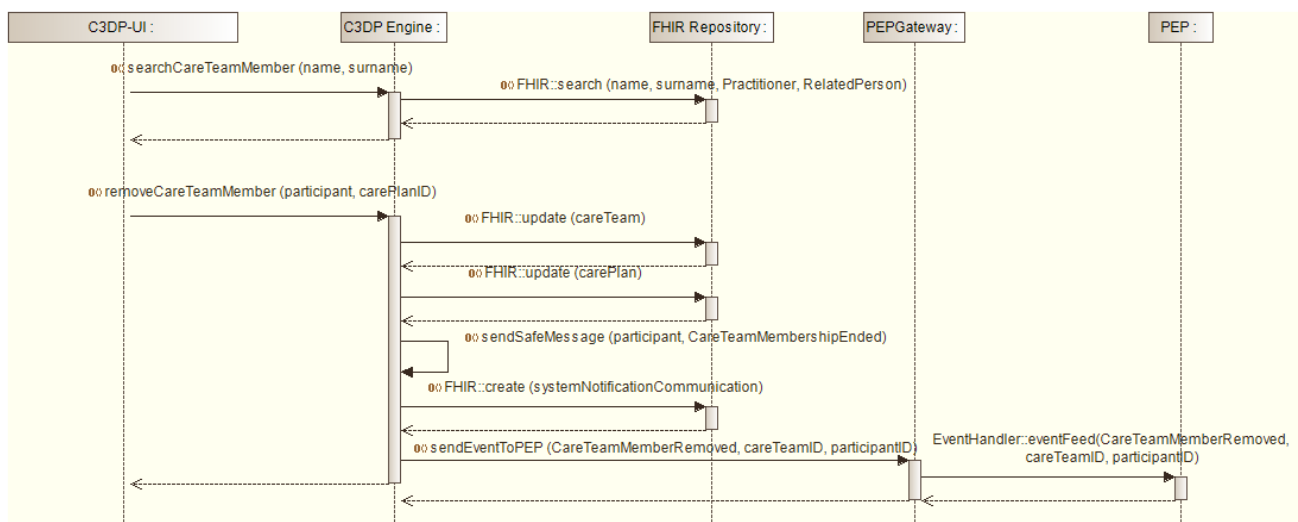 C3DP-UI :
C3DP Engine :
FHIR Repository :
PEPGateway :
PEP :
searchCareTeamMember (name, surname)
FHIR::search (name, surname, Practitioner, RelatedPerson)
removeCareTeamMember (participant, carePlanID)
FHIR::update (careTeam)
FHIR::update (carePlan)
sendSafeMessage (participant, CareTeamMembershipEnded)
FHIR::create (systemNotificationCommunication)
sendEventToPEP (CareTeamMemberRemoved, careTeamID, participantID)
EventHandler::eventFeed(CareTeamMemberRemoved,
careTeamID, participantID)